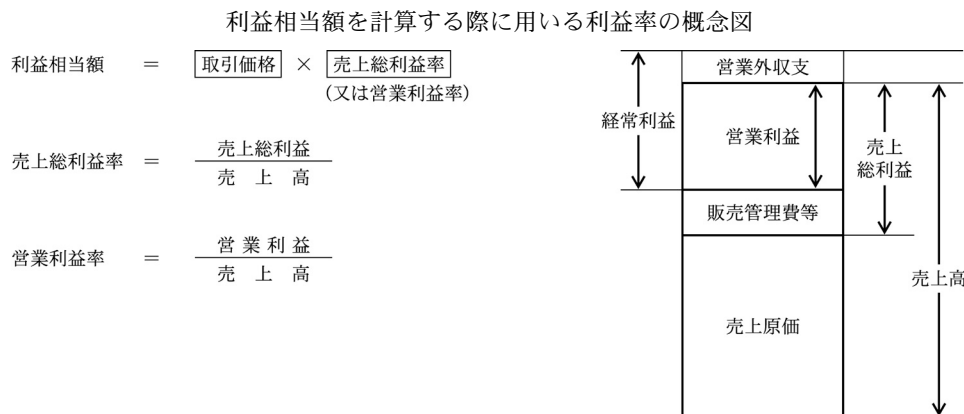 利益相当額を計算する際に用いる利益率の概念図
利益相当額 = 取引価格 × 売上総利益率
(又は営業利益率)
売上総利益率 = 売上総利益
売上高
営業利益率 = 営業利益
売上高
営業外収支
経常利益
営業利益
売上
総利益
販売管理費等
売上高
売上原価